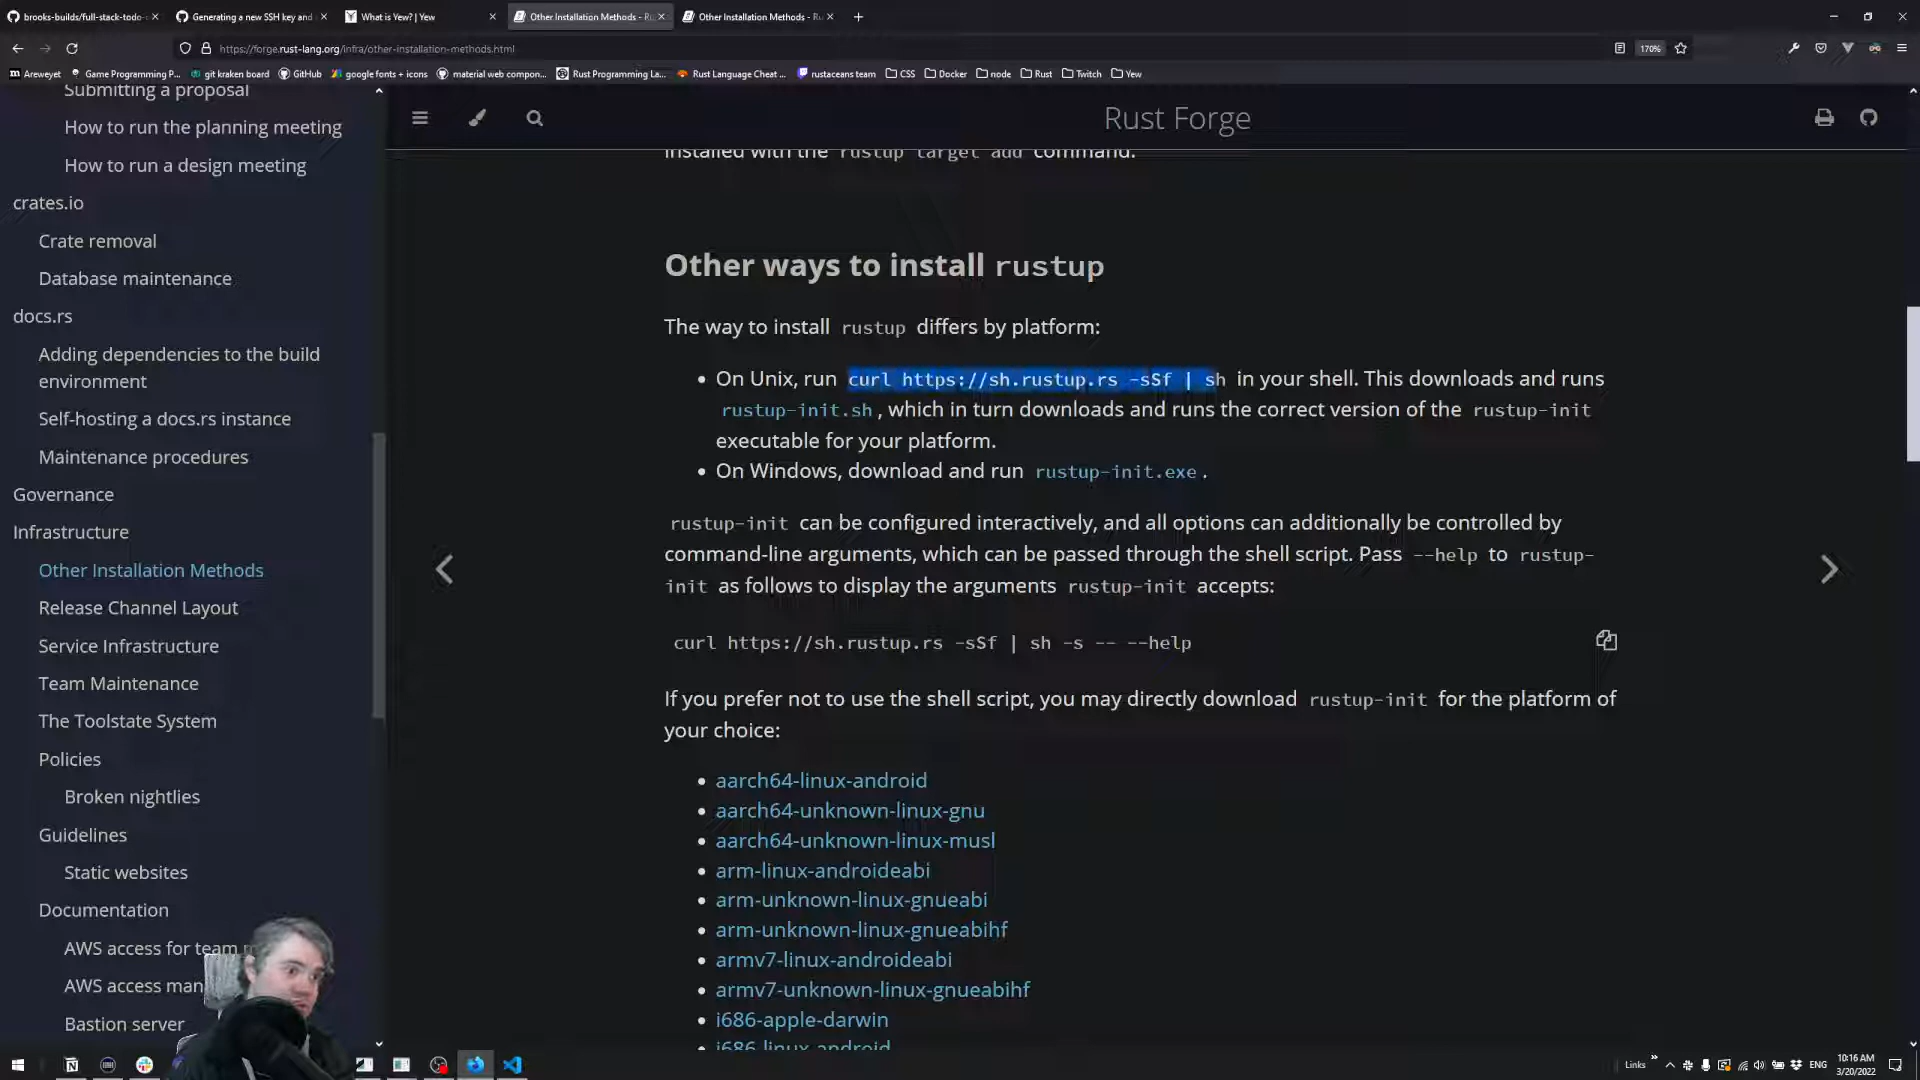 brooks-builds/full-stack-todo-
Generating a new SSH key and
What is Yew? | Yew
Other Installation Methods - Ru
Other Installation Methods - Ru
https://forge.rust-lang.org/infra/other-installation-methods.html
170%
Areweyet
Game Programming P...
git kraken board
GitHub
google fonts + icons
material web compon...
Rust Programming La...
Rust Language Cheat ...
rustaceans team
CSS
Docker
node
Rust
Twitch
Yew
Submitting a proposal
How to run the planning meeting
How to run a design meeting
crates.io
Crate removal
Database maintenance
docs.rs
Adding dependencies to the build
environment
Self-hosting a docs.rs instance
Maintenance procedures
Governance
Infrastructure
Other Installation Methods
Release Channel Layout
Service Infrastructure
Team Maintenance
The Toolstate System
Policies
Broken nightlies
Guidelines
Static websites
Documentation
AWS access for team
AWS access man
Bastion server
Rust Forge
installed with the rustup target add command.
Other ways to install rustup
The way to install rustup differs by platform:
• On Unix, run curl https://sh.rustup.rs -sSf | sh in your shell. This downloads and runs
rustup-init.sh, which in turn downloads and runs the correct version of the rustup-init
executable for your platform.
• On Windows, download and run rustup-init.exe.
rustup-init can be configured interactively, and all options can additionally be controlled by
command-line arguments, which can be passed through the shell script. Pass --help to rustup-
init as follows to display the arguments rustup-init accepts:
curl https://sh.rustup.rs -sSf | sh -s -- --help
If you prefer not to use the shell script, you may directly download rustup-init for the platform of
your choice:
• aarch64-linux-android
• aarch64-unknown-linux-gnu
• aarch64-unknown-linux-musl
• arm-linux-androideabi
• arm-unknown-linux-gnueabi
• arm-unknown-linux-gnueabihf
• armv7-linux-androideabi
• armv7-unknown-linux-gnueabihf
• i686-apple-darwin
• i686-linux-android
Links
ENG
10:16 AM
3/20/2022